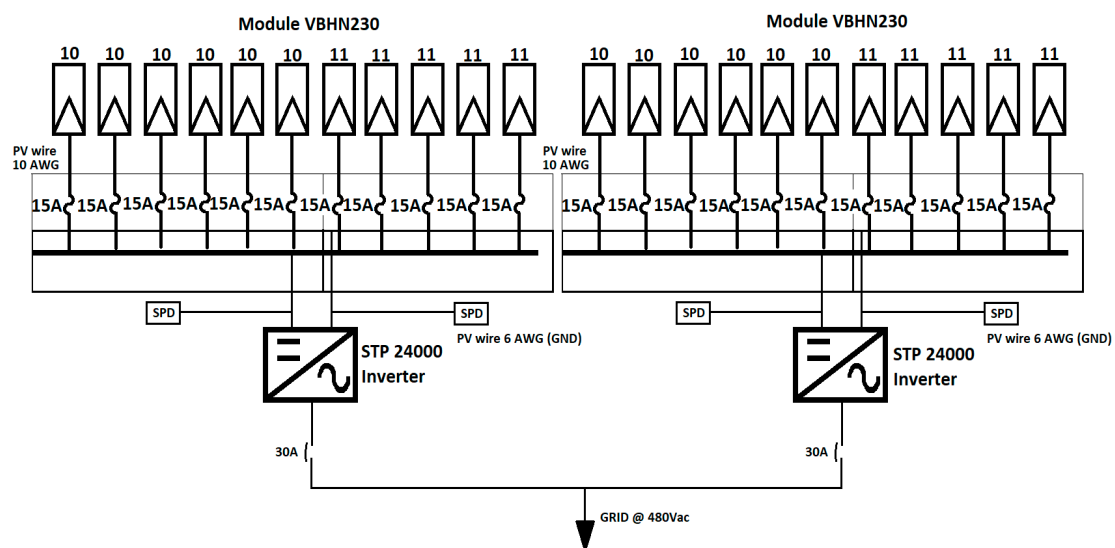 Module VBHN230
Module VBHN230
10 10 10 10 10 10 11 11 11 11 11
10 10 10 10 10 10 11 11 11 11 11
PV wire
10 AWG
PV wire
10 AWG
15A 15A 15A 15A 15A 15A 15A 15A 15A 15A 15A
15A 15A 15A 15A 15A 15A 15A 15A 15A 15A 15A
SPD
SPD
SPD
SPD
PV wire 6 AWG (GND)
PV wire 6 AWG (GND)
STP 24000
Inverter
STP 24000
Inverter
30A
30A
GRID @ 480Vac